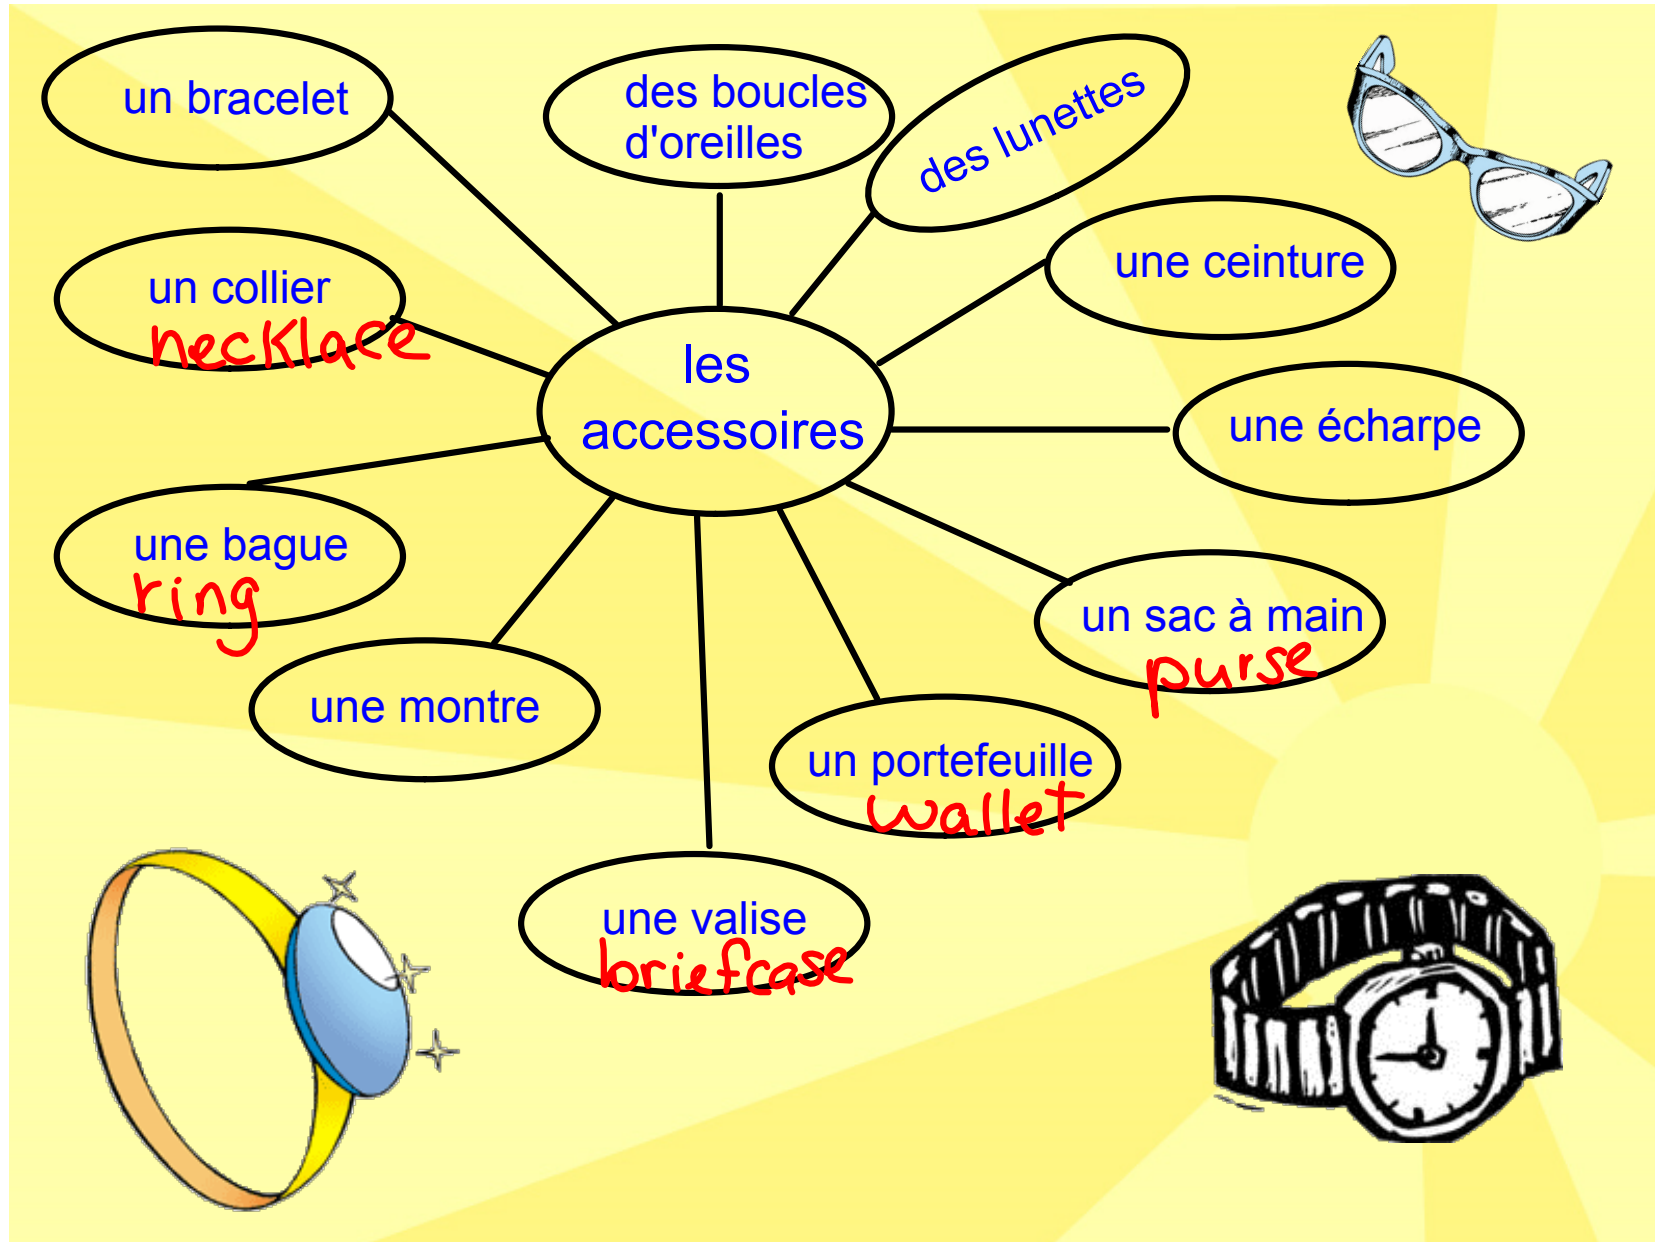 un bracelet
des boucles
d'oreilles
des lunettes
une ceinture
un collier
necklace
les
accessoires
une écharpe
une bague
ring
un sac à main
purse
une montre
un portefeuille
wallet
une valise
briefcase